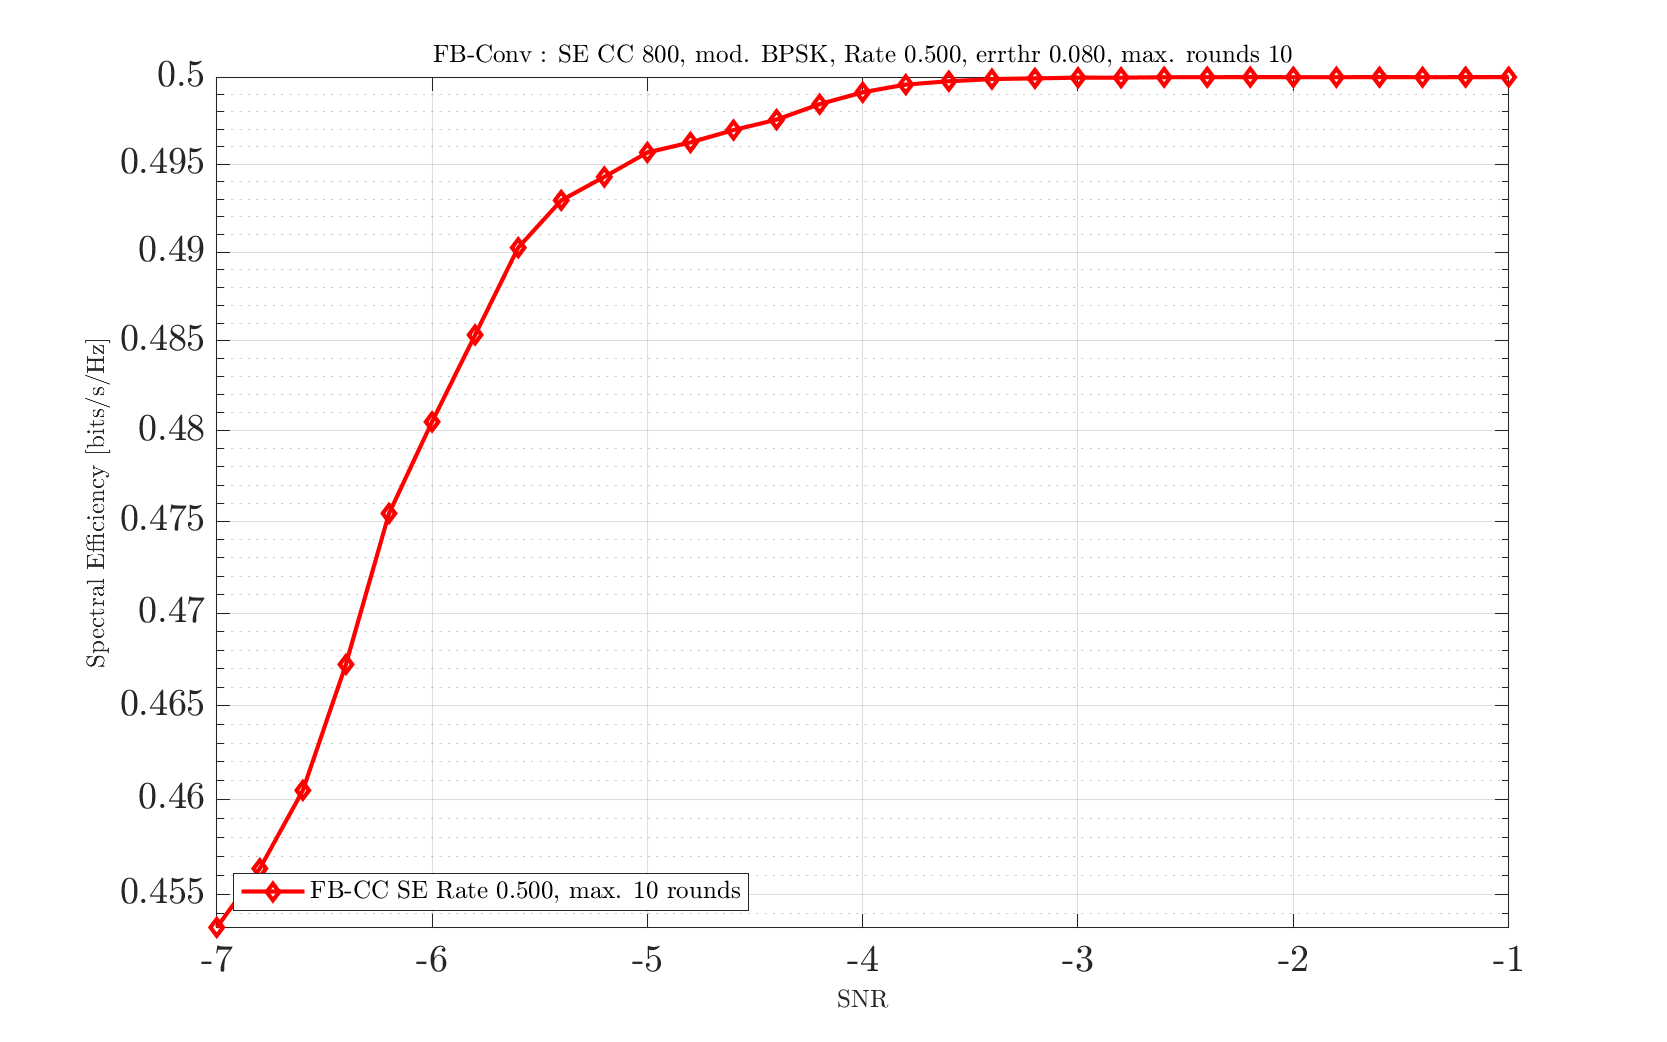 FB-Conv : SE CC 800, mod. BPSK, Rate 0.500, errthr 0.080, max. rounds 10
0.5
0.495
0.49
0.485
0.48
0.475
0.47
0.465
0.46
0.455
Spectral Efficiency [bits/s/Hz]
FB-CC SE Rate 0.500, max. 10 rounds
-7 -6 -5 -4 -3 -2 -1
SNR